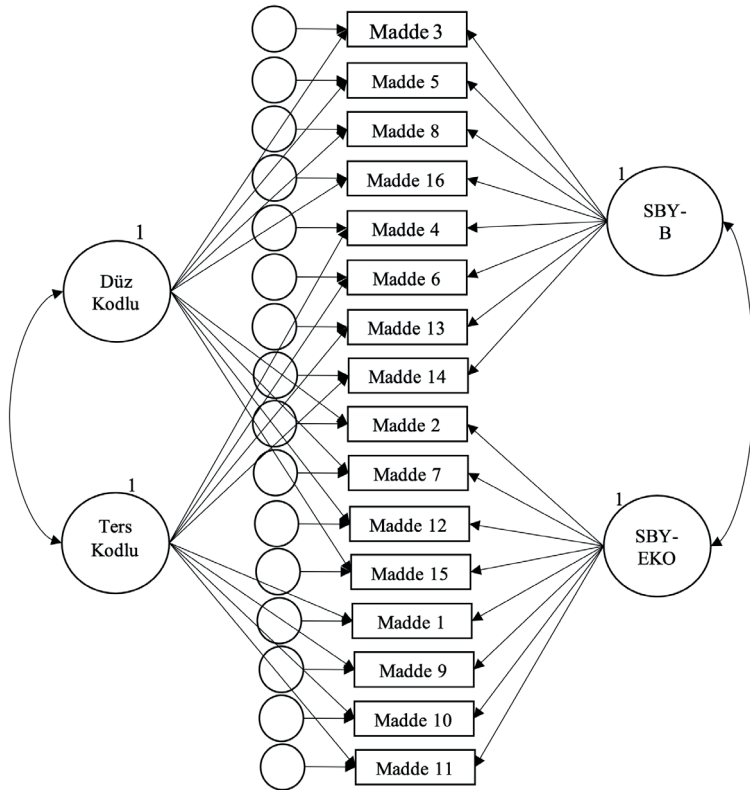 Madde 3
Madde 5
Madde 8
Madde 16
Madde 4
Madde 6
Madde 13
Madde 14
Madde 2
Madde 7
Madde 12
Madde 15
Madde 1
Madde 9
Madde 10
Madde 11
1
Düz
Kodlu
1
Ters
Kodlu
1
SBY-
B
1
SBY-
EKO